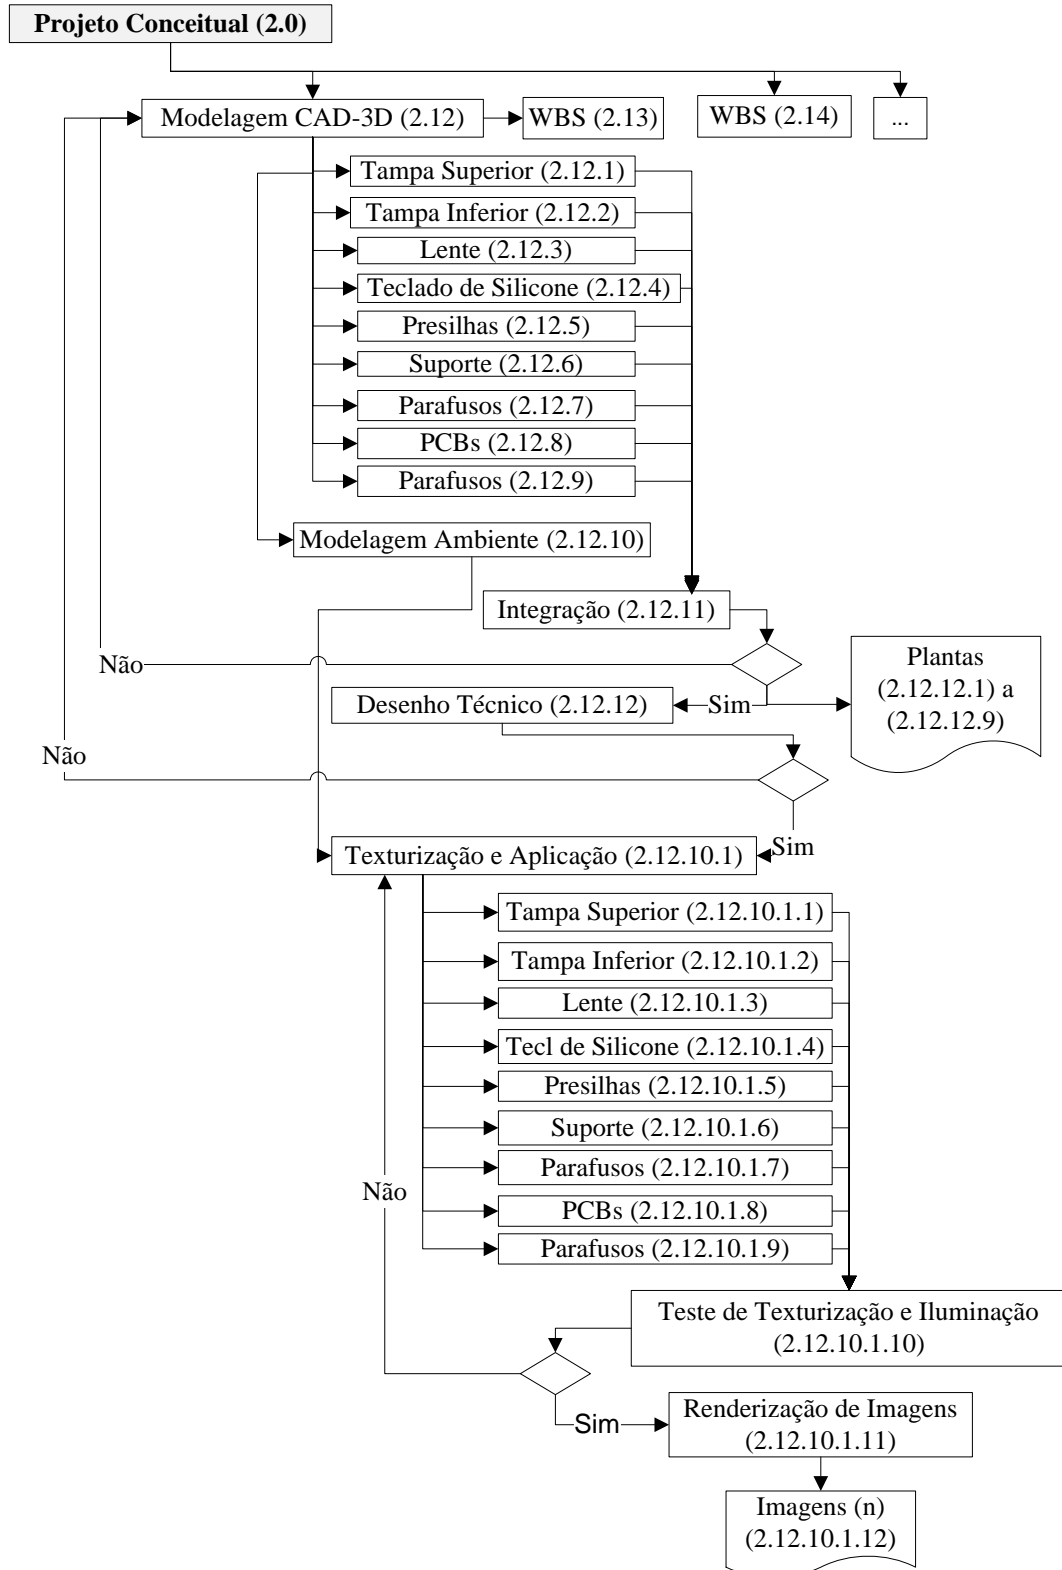 Projeto Conceitual (2.0)
Modelagem CAD-3D (2.12)
WBS (2.13)
WBS (2.14)
...
Tampa Superior (2.12.1)
Tampa Inferior (2.12.2)
Lente (2.12.3)
Teclado de Silicone (2.12.4)
Presilhas (2.12.5)
Suporte (2.12.6)
Parafusos (2.12.7)
PCBs (2.12.8)
Parafusos (2.12.9)
Modelagem Ambiente (2.12.10)
Integração (2.12.11)
Não
Plantas
(2.12.12.1) a
(2.12.12.9)
Desenho Técnico (2.12.12)
Sim
Não
Texturização e Aplicação (2.12.10.1)
Sim
Tampa Superior (2.12.10.1.1)
Tampa Inferior (2.12.10.1.2)
Lente (2.12.10.1.3)
Tecl de Silicone (2.12.10.1.4)
Presilhas (2.12.10.1.5)
Suporte (2.12.10.1.6)
Parafusos (2.12.10.1.7)
Não
PCBs (2.12.10.1.8)
Parafusos (2.12.10.1.9)
Teste de Texturização e Iluminação
(2.12.10.1.10)
Sim
Renderização de Imagens
(2.12.10.1.11)
Imagens (n)
(2.12.10.1.12)